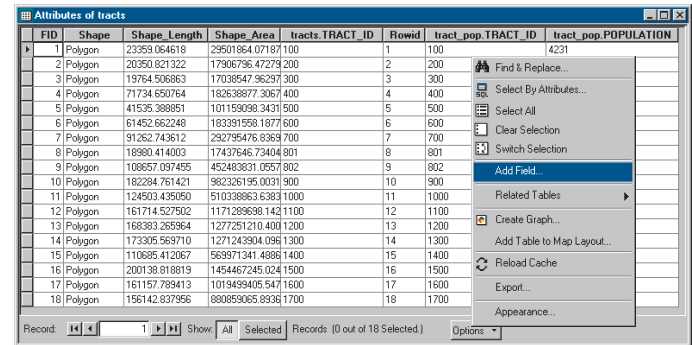 Attributes of tracts
FID Shape Shape_Length Shape_Area tracts.TRACT_ID Rowid tract_pop.TRACT_ID tract_pop.POPULATION
1 Polygon 23359.064618 29501864.07187 100 1 100 4231
2 Polygon 20350.821322 17906796.47279 200 2 200
3 Polygon 19764.506863 17038547.96297 300 3 300
4 Polygon 71734.650764 182638877.3067 400 4 400
5 Polygon 41535.388851 101159098.3431 500 5 500
6 Polygon 61452.662248 183391558.1877 600 6 600
7 Polygon 91262.743612 292795476.8369 700 7 700
8 Polygon 18980.414003 17437646.73404 801 8 801
9 Polygon 108657.097455 452483831.0557 802 9 802
10 Polygon 182284.761421 982326195.0031 900 10 900
11 Polygon 124503.435050 510338863.6383 1000 11 1000
12 Polygon 161714.527502 1171289698.142 1100 12 1100
13 Polygon 168383.265964 1277251210.400 1200 13 1200
14 Polygon 173305.569710 1271243904.096 1300 14 1300
15 Polygon 110685.412067 569971341.4886 1400 15 1400
16 Polygon 200138.818819 1454467245.024 1500 16 1500
17 Polygon 161157.789413 1019499405.547 1600 17 1600
18 Polygon 156142.837956 880859065.8936 1700 18 1700
Find & Replace...
SQL Select By Attributes...
Select All
Clear Selection
Switch Selection
Add Field...
Related Tables
Create Graph...
Add Table to Map Layout...
Reload Cache
Export...
Appearance...
Record: 1 Show: All Selected Records (0 out of 18 Selected.) Options